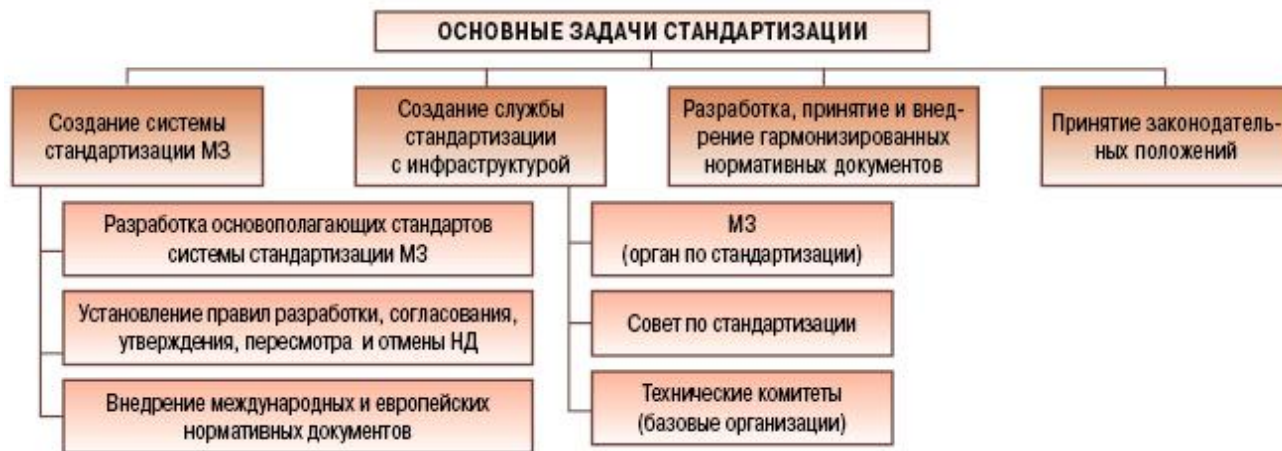 ОСНОВНЫЕ ЗАДАЧИ СТАНДАРТИЗАЦИИ
Создание системы
стандартизации МЗ
Создание службы
стандартизации
с инфраструктурой
Разработка, принятие и внед-
рение гармонизированных
нормативных документов
Принятие законодатель-
ных положений
Разработка основополагающих стандартов
системы стандартизации МЗ
Установление правил разработки, согласования,
утверждения, пересмотра и отмены НД
Внедрение международных и европейских
нормативных документов
МЗ
(орган по стандартизации)
Совет по стандартизации
Технические комитеты
(базовые организации)